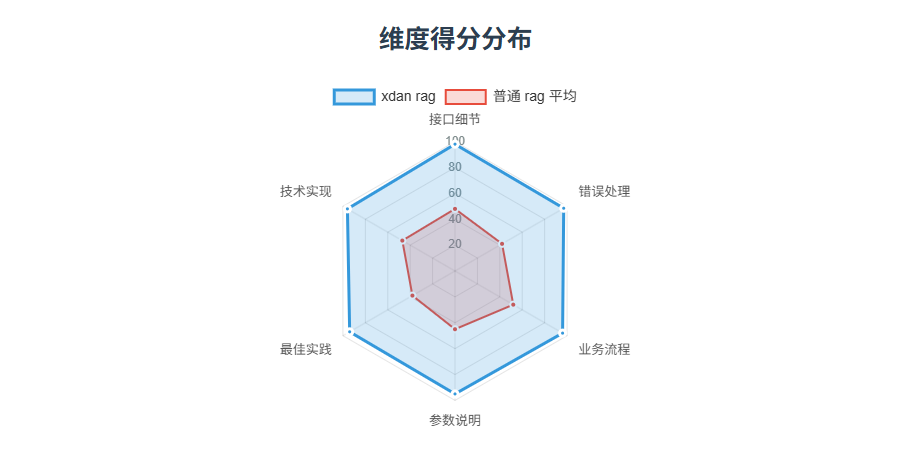 维度得分分布
xdan rag 普通 rag 平均
接口细节
100
80
技术实现 错误处理
60
40
20
最佳实践 业务流程
参数说明